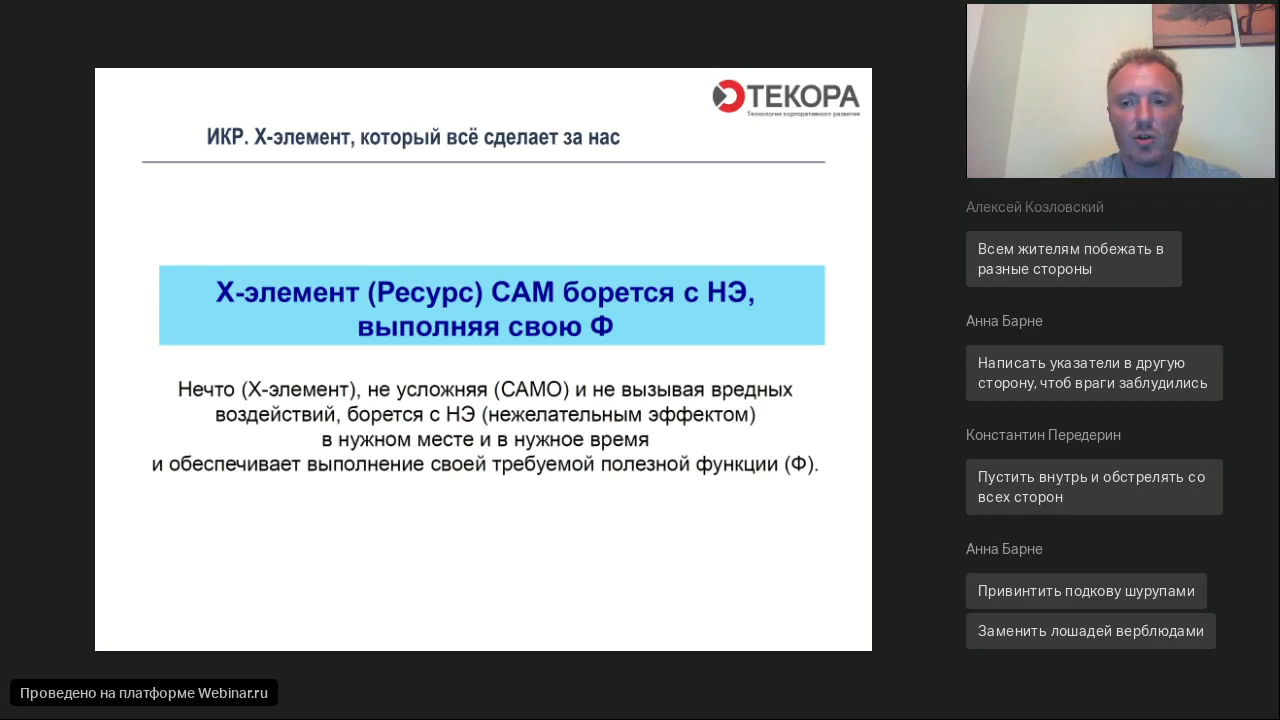 ТЕКОРА
Технологии корпоративного развития
ИКР. Х-элемент, который всё сделает за нас
Х-элемент (Ресурс) САМ борется с НЭ,
выполняя свою Ф
Нечто (Х-элемент), не усложняя (САМО) и не вызывая вредных
воздействий, борется с НЭ (нежелательным эффектом)
в нужном месте и в нужное время
и обеспечивает выполнение своей требуемой полезной функции (Ф).
Алексей Козловский
Всем жителям побежать в
разные стороны
Анна Барне
Написать указатели в другую
сторону, чтоб враги заблудились
Константин Передерин
Пустить внутрь и обстрелять со
всех сторон
Анна Барне
Привинтить подкову шурупами
Заменить лошадей верблюдами
Проведено на платформе Webinar.ru